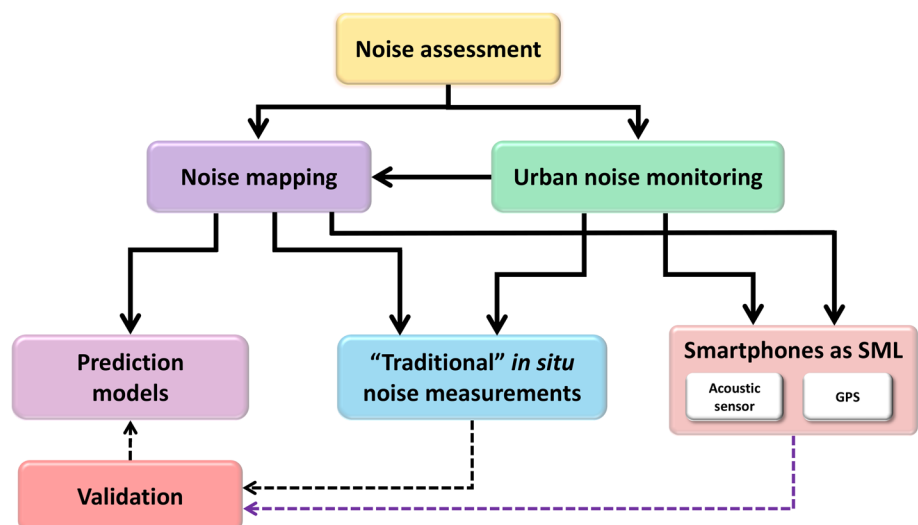 Noise assessment
Noise mapping
Urban noise monitoring
Prediction
models
“Traditional” in situ
noise measurements
Smartphones as SML
Acoustic
sensor
GPS
Validation